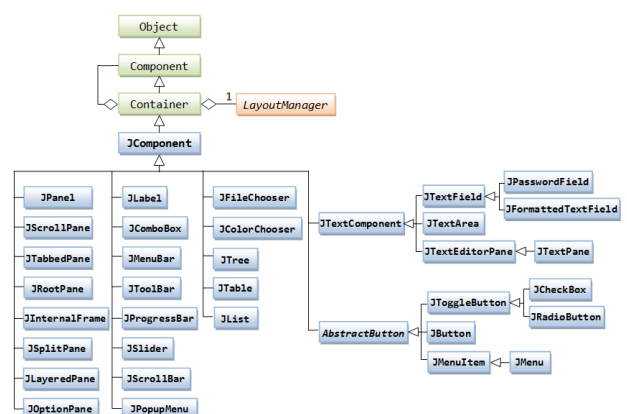 Object
Component
Container
1
LayoutManager
JComponent
JPanel
JScrollPane
JTabbedPane
JRootPane
JInternalFrame
JSplitPane
JLayeredPane
JOptionPane
JLabel
JComboBox
JMenuBar
JToolBar
JProgressBar
JSlider
JScrollBar
JPopupMenu
JFileChooser
JColorChooser
JTree
JTable
JList
JTextComponent
JTextField
JPasswordField
JFormattedTextField
JTextArea
JTextEditorPane
JTextPane
AbstractButton
JToggleButton
JCheckBox
JRadioButton
JButton
JMenuItem
JMenu